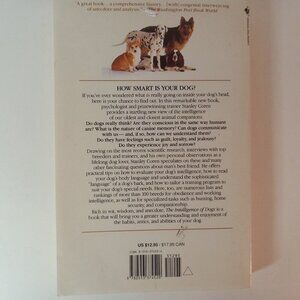 "A great book . . . a comprehensive history . . . [with] congenial interweaving
of anecdote and analysis." —The Washington Post Book World
HOW SMART IS YOUR DOG?
If you've ever wondered what is really going on inside your dog's head,
here is your chance to find out. In this remarkable new book,
psychologist and prizewinning trainer Stanley Coren
provides a startling new view of the intelligence
of our oldest and closest animal companions.
Do dogs really think? Are they conscious in the same way humans
are? What is the nature of canine memory? Can dogs communicate
with us—and, if so, how can we understand them?
Do they have feelings such as guilt, loyalty, and jealousy?
Do they experience joy and sorrow?
Drawing on the most recent scientific research, interviews with top
breeders and trainers, and his own personal observations as a
lifelong dog lover, Stanley Coren speculates on these and many
other fascinating questions about man's best friend. He offers
practical tips on how to evaluate your dog's intelligence, how to read
your dog's body language and understand the sophisticated
"language" of a dog's bark, and how to tailor a training program to
suit your dog's special needs. Here, too, are numerous lists and
rankings of more than 100 breeds for obedience and working
intelligence, as well as for specialized tasks such as hunting, home
security, and companionship.
Rich in wit, wisdom, and anecdote, The Intelligence of Dogs is a book
that will bring you a greater understanding and enjoyment of
the habits, antics, and abilities of your dog.
US $12.95 / $17.95 CAN
51295